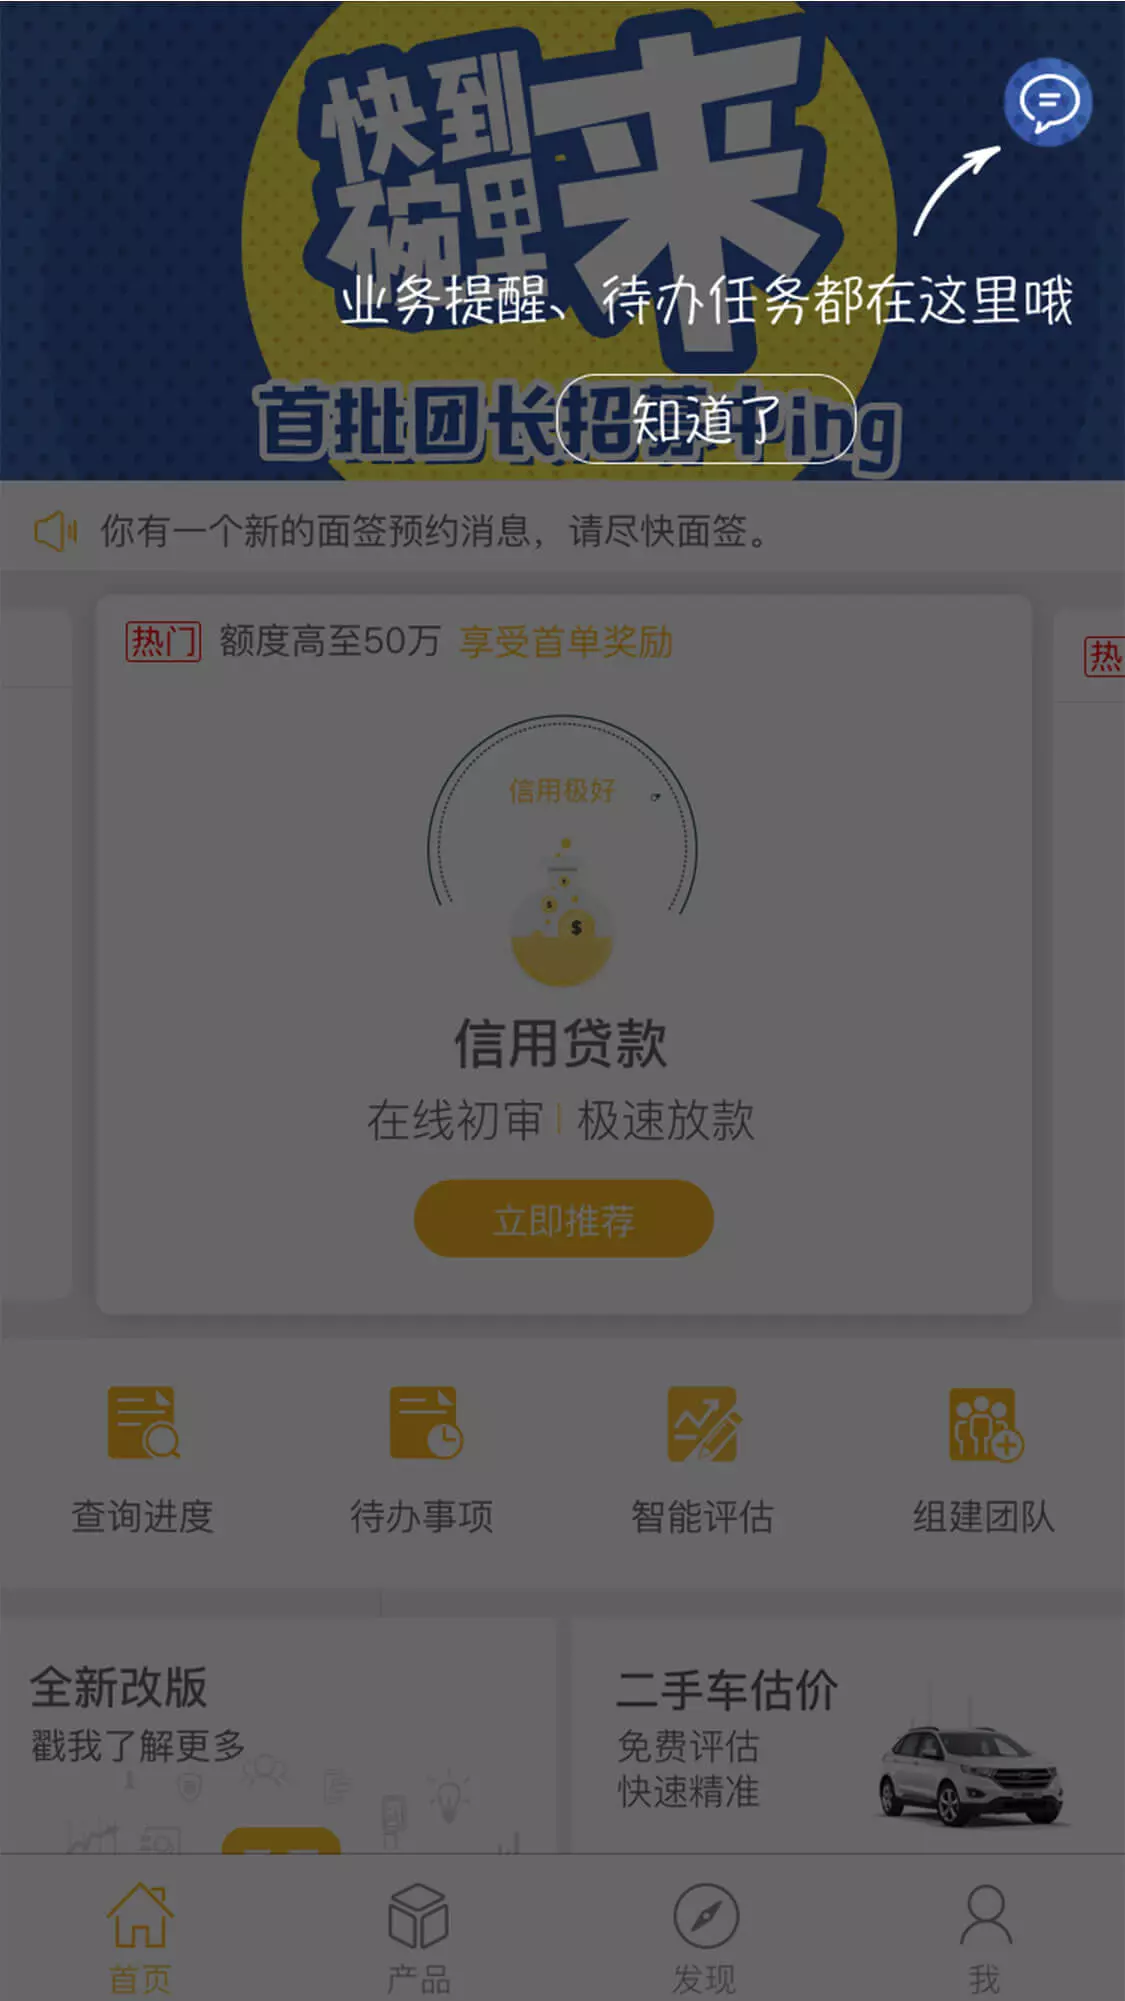 快到
碗里
来
业务提醒、待办任务都在这里哦
首批团长招募中ing
知道了
你有一个新的面签预约消息，请尽快面签。
热门 额度高至50万 享受首单奖励
热
信用极好
信用贷款
在线初审 | 极速放款
立即推荐
查询进度 待办事项 智能评估 组建团队
全新改版
戳我了解更多
二手车估价
免费评估
快速精准
首页 产品 发现 我